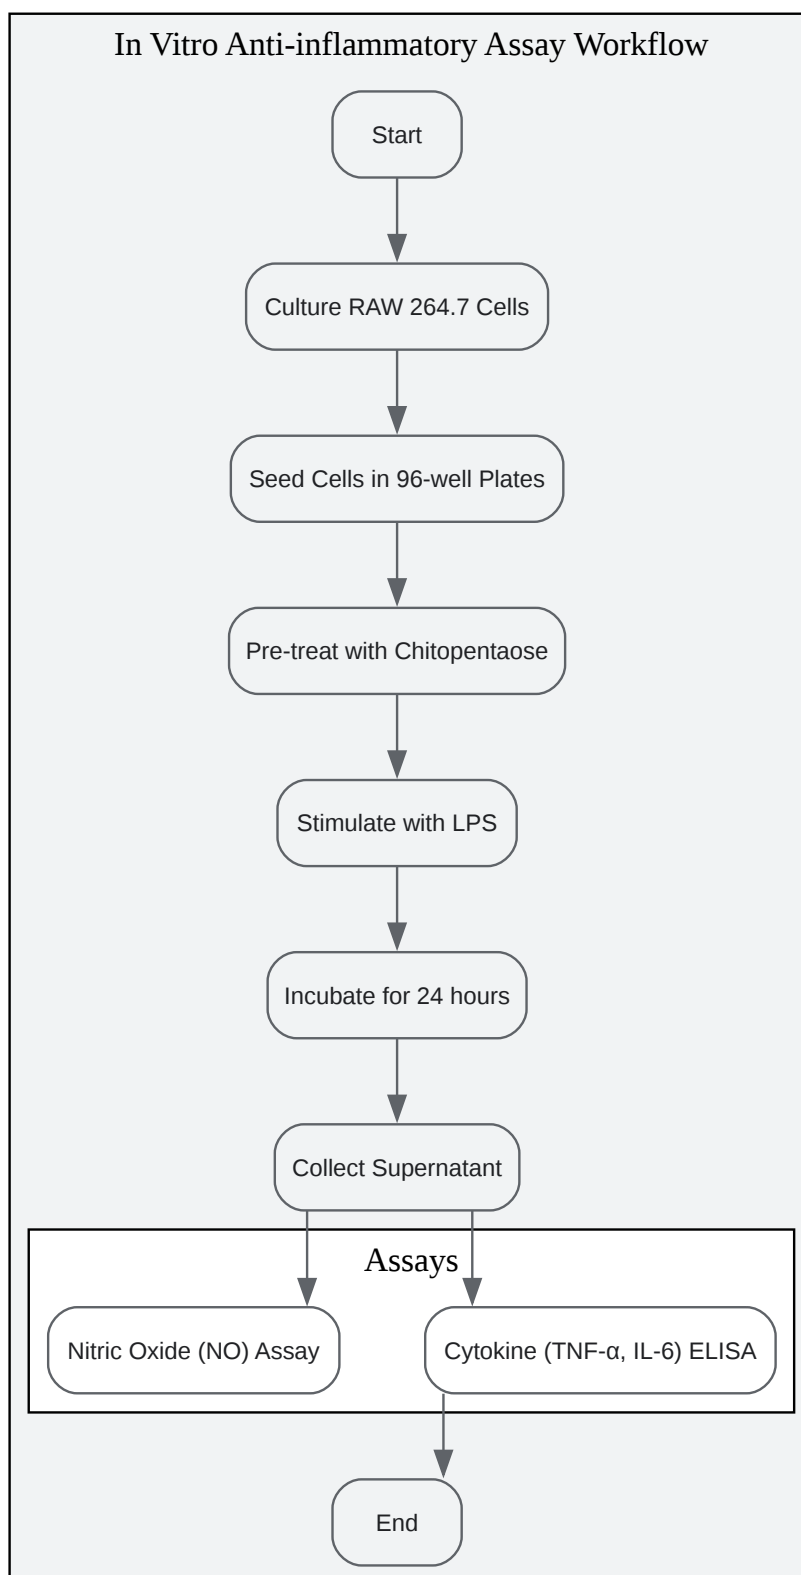 In Vitro Anti-inflammatory Assay Workflow
Start
Culture RAW 264.7 Cells
Seed Cells in 96-well Plates
Pre-treat with Chitopentaose
Stimulate with LPS
Incubate for 24 hours
Collect Supernatant
Assays
Nitric Oxide (NO) Assay
Cytokine (TNF-α, IL-6) ELISA
End